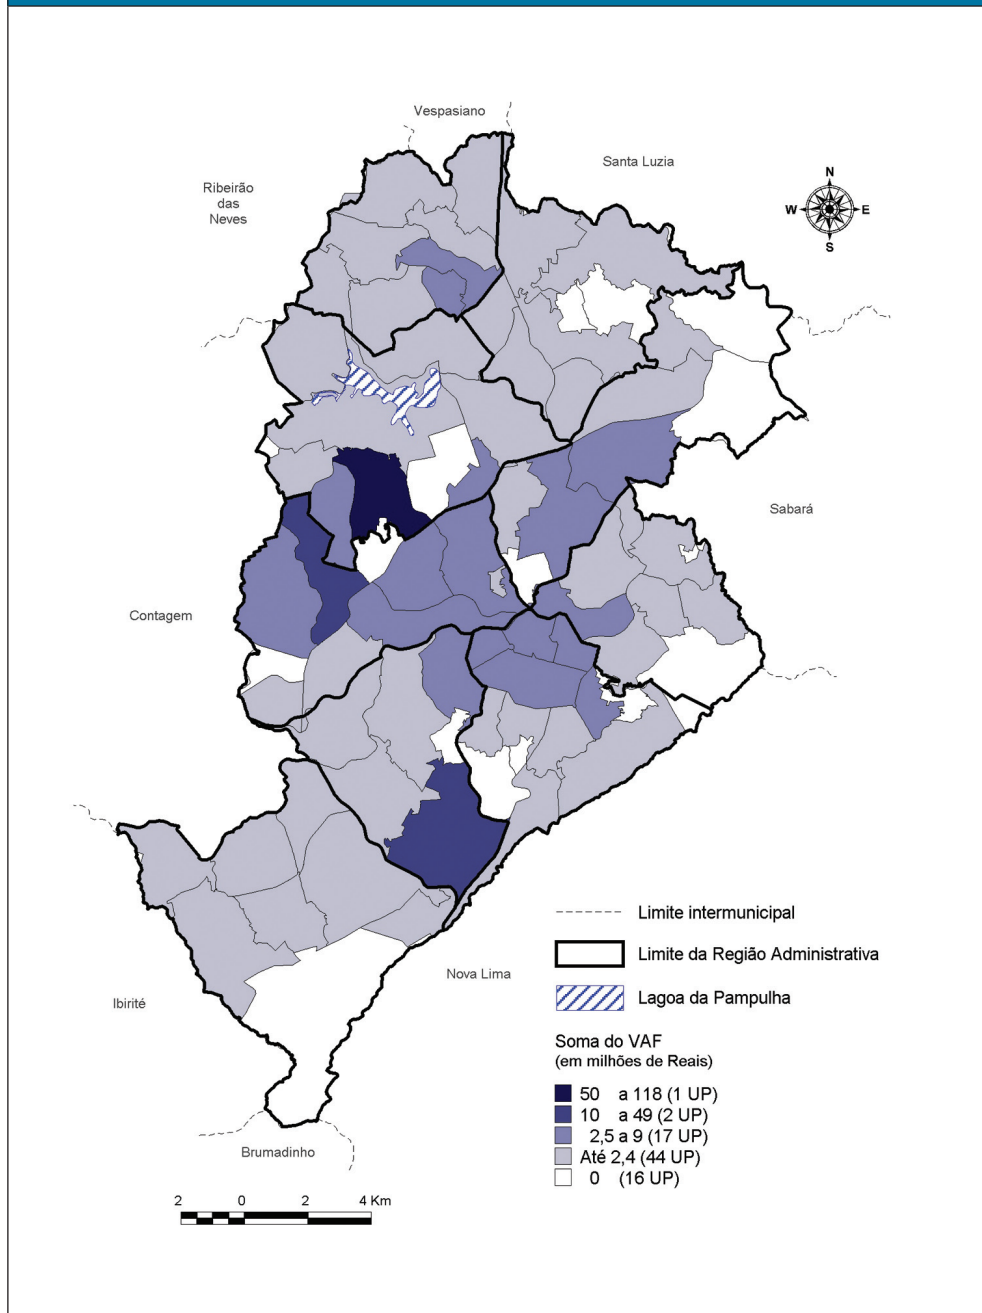 Vespasiano
Santa Luzia
Ribeirão
das
Neves
N
W E
S
Sabará
Contagem
Limite intermunicipal
Limite da Região Administrativa
Nova Lima
Lagoa da Pampulha
Ibirité
Soma do VAF
(em milhões de Reais)
50 a 118 (1 UP)
10 a 49 (2 UP)
2,5 a 9 (17 UP)
Até 2,4 (44 UP)
0 (16 UP)
Brumadinho
2 0 2 4 Km